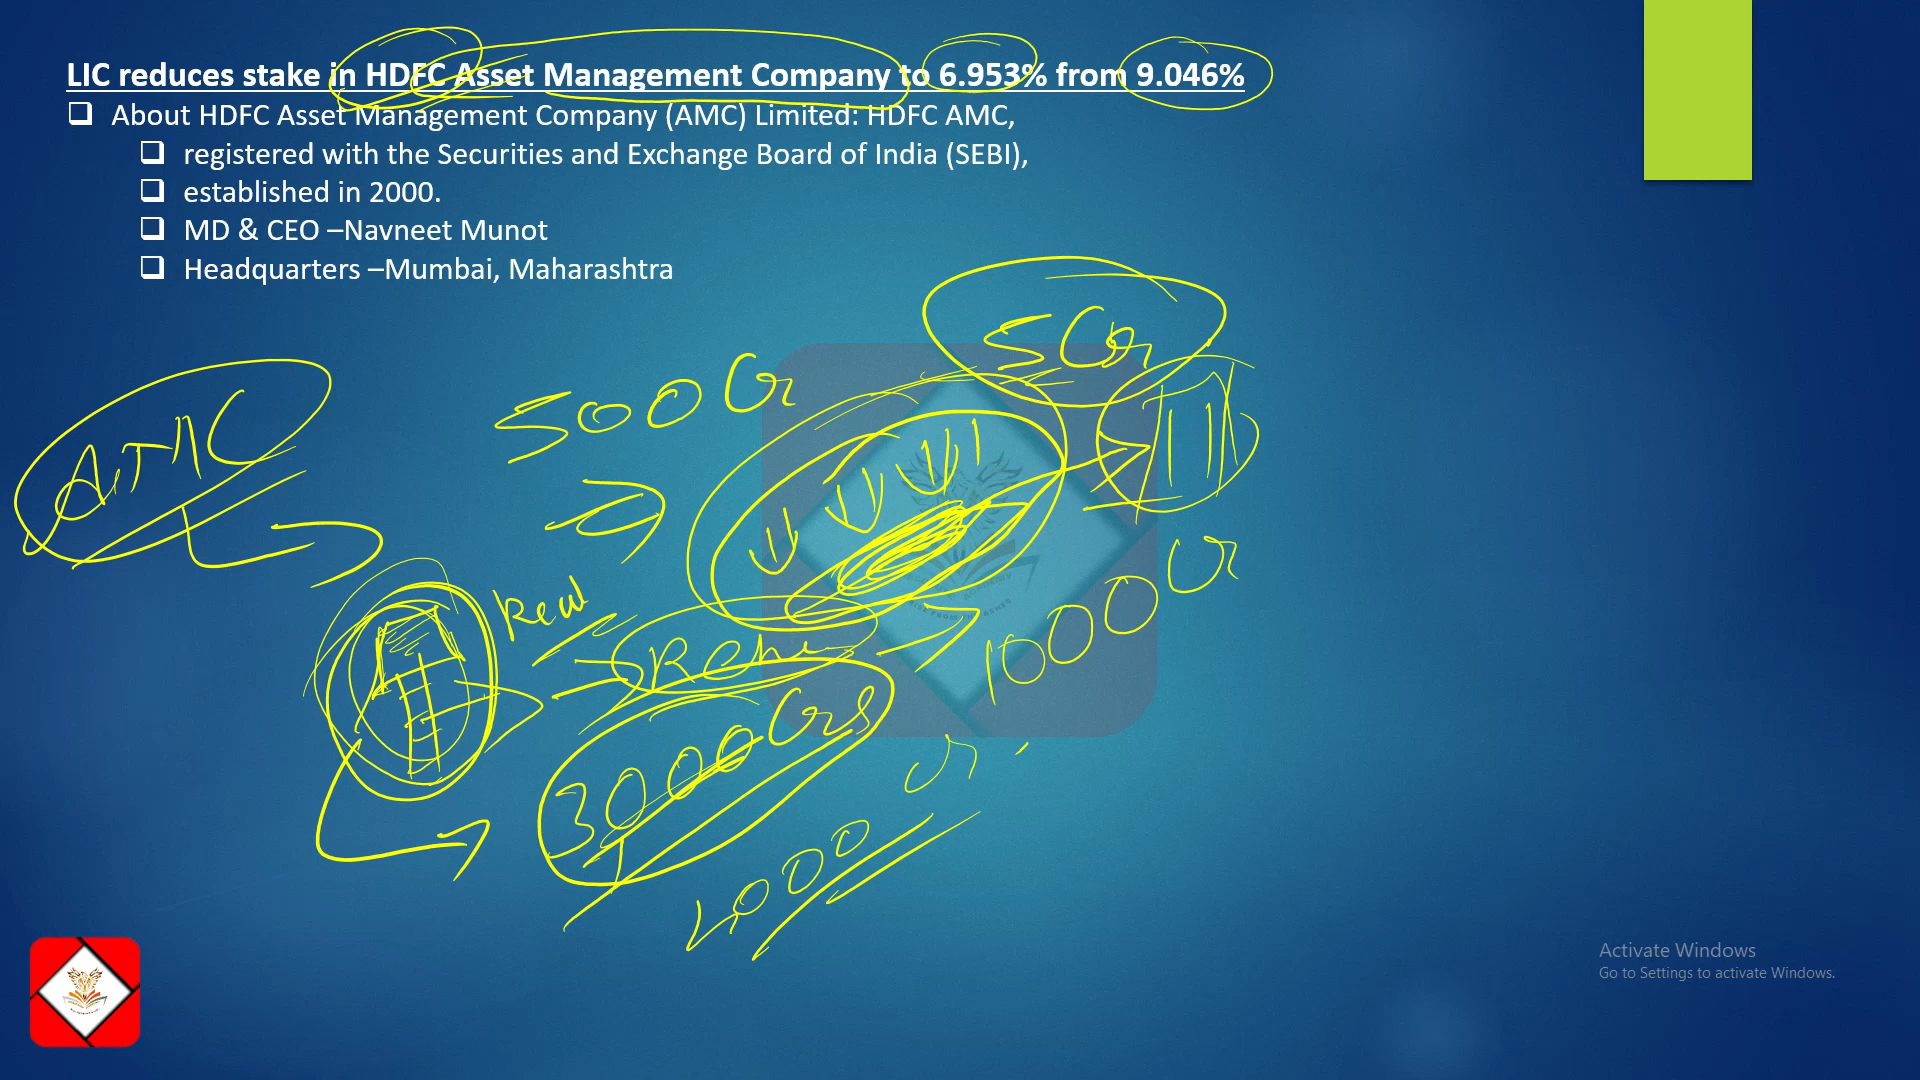 LIC reduces stake in HDFC Asset Management Company to 6.953% from 9.046%
❑ About HDFC Asset Management Company (AMC) Limited: HDFC AMC,
❑ registered with the Securities and Exchange Board of India (SEBI),
❑ established in 2000.
❑ MD & CEO –Navneet Munot
❑ Headquarters –Mumbai, Maharashtra
5Cr
500 Cr
AMC
Real
1000 Cr
3000 Crs
Activate Windows
Go to Settings to activate Windows.